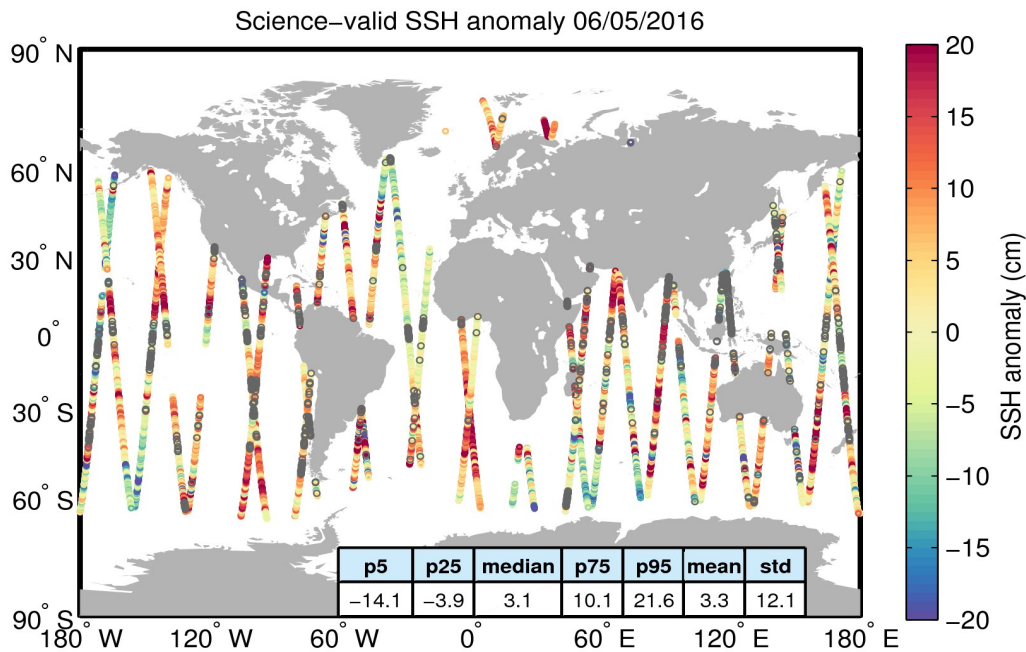 Science−valid SSH anomaly 06/05/2016
90° N
60° N
30° N
0°
30° S
60° S
90° S
180° W
120° W
60° W
0°
60° E
120° E
180° E
p5 p25 median p75 p95 mean std
−14.1 −3.9 3.1 10.1 21.6 3.3 12.1
20
15
10
5
0
−5
−10
−15
−20
SSH anomaly (cm)